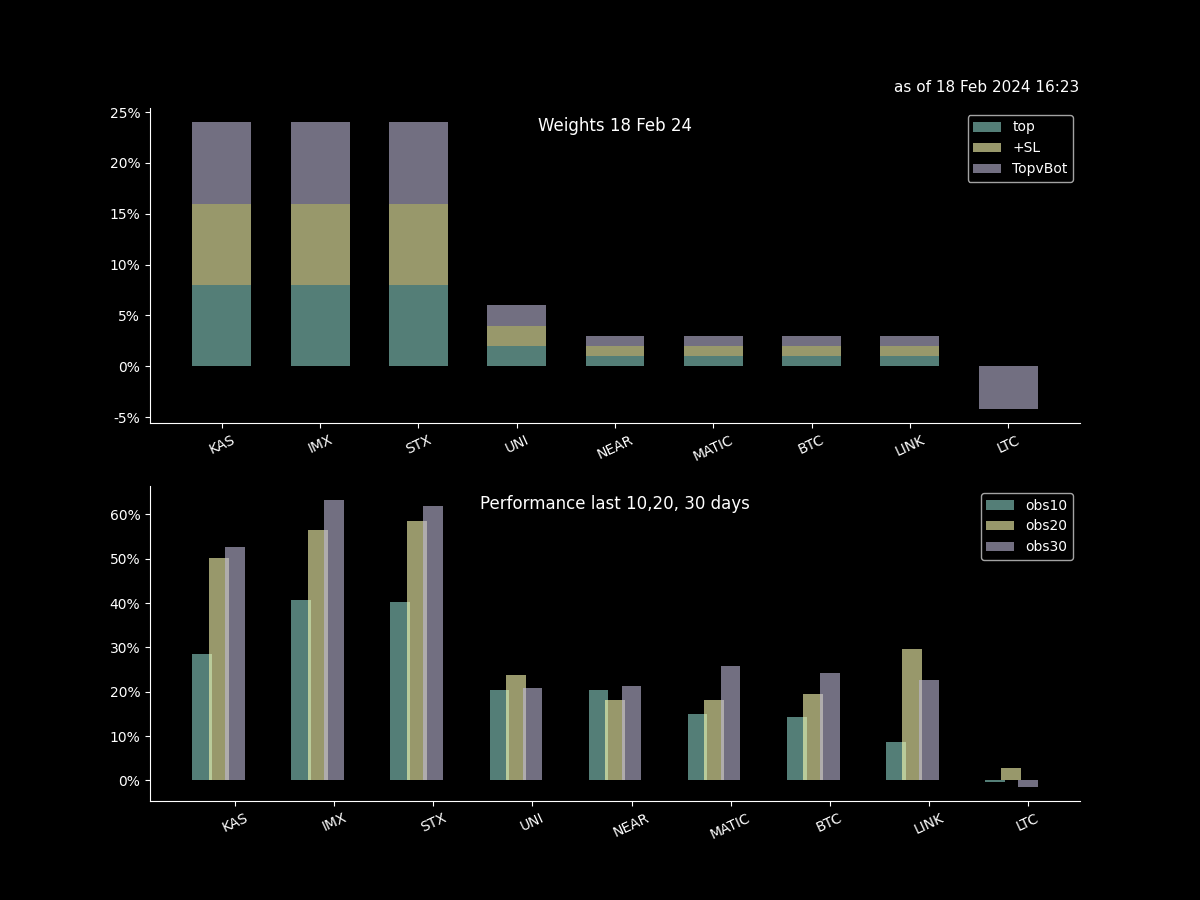 as of 18 Feb 2024 16:23
Weights 18 Feb 24
top
+SL
TopvBot
25%
20%
15%
10%
5%
0%
-5%
KAS IMX STX UNI NEAR MATIC BTC LINK LTC
Performance last 10,20, 30 days
obs10
obs20
obs30
60%
50%
40%
30%
20%
10%
0%
KAS IMX STX UNI NEAR MATIC BTC LINK LTC